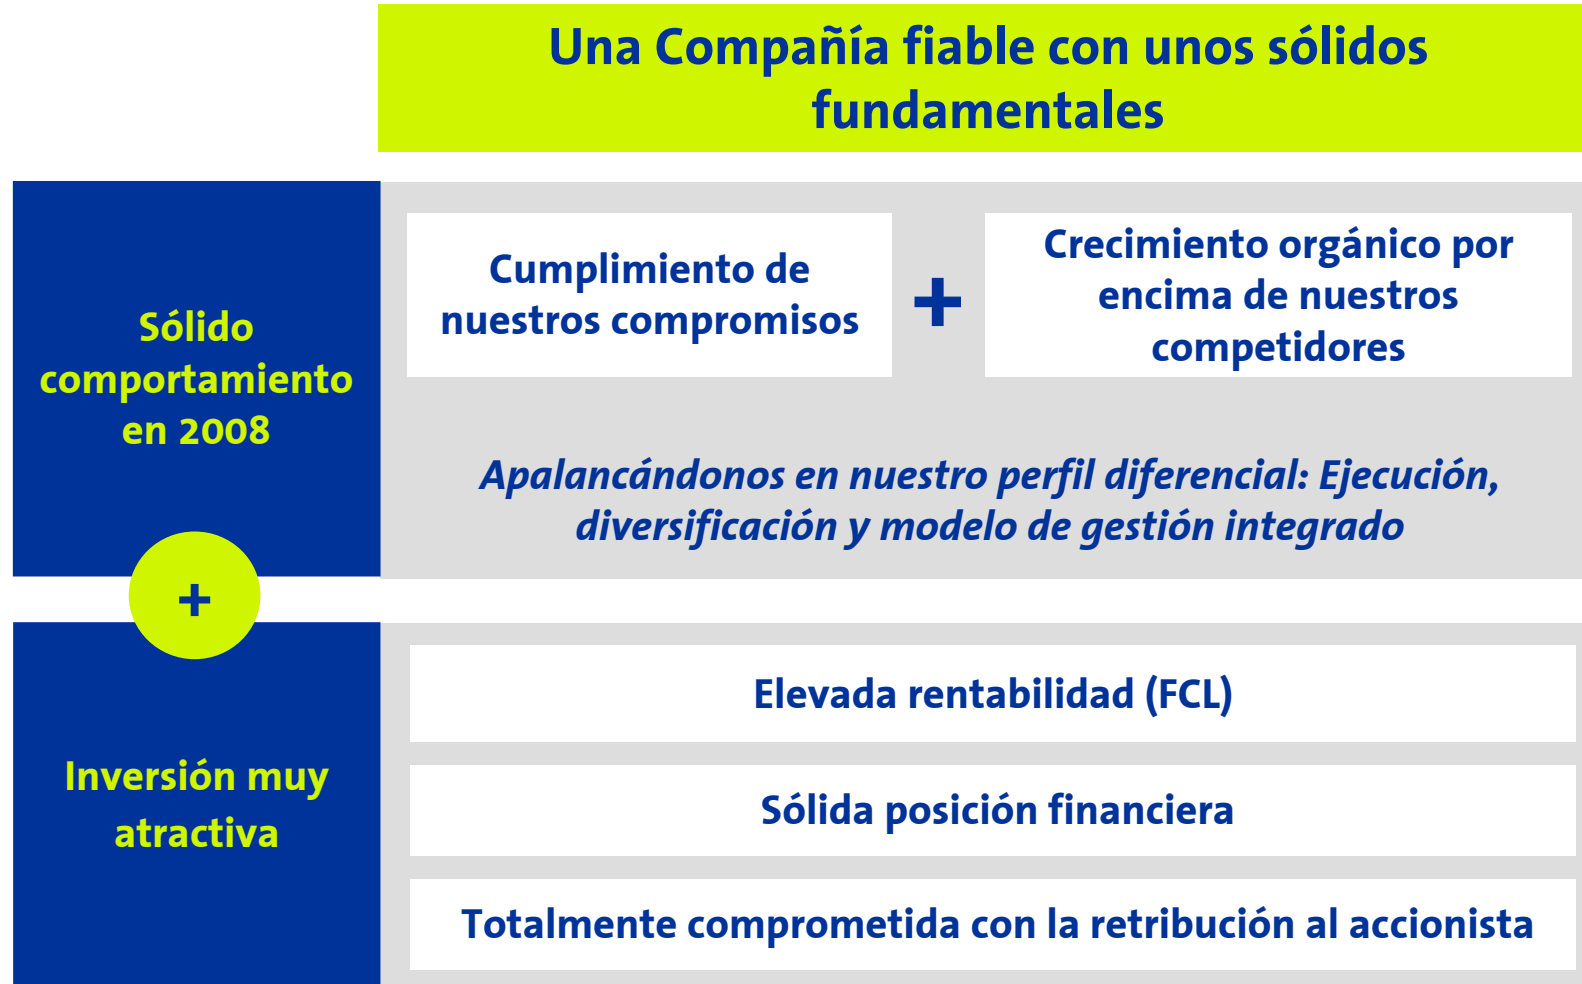 Una Compañía fiable con unos sólidos
fundamentales
Sólido
comportamiento
en 2008
Cumplimiento de
nuestros compromisos
+
Crecimiento orgánico por
encima de nuestros
competidores
Apalancándonos en nuestro perfil diferencial: Ejecución,
diversificación y modelo de gestión integrado
+
Inversión muy
atractiva
Elevada rentabilidad (FCL)
Sólida posición financiera
Totalmente comprometida con la retribución al accionista